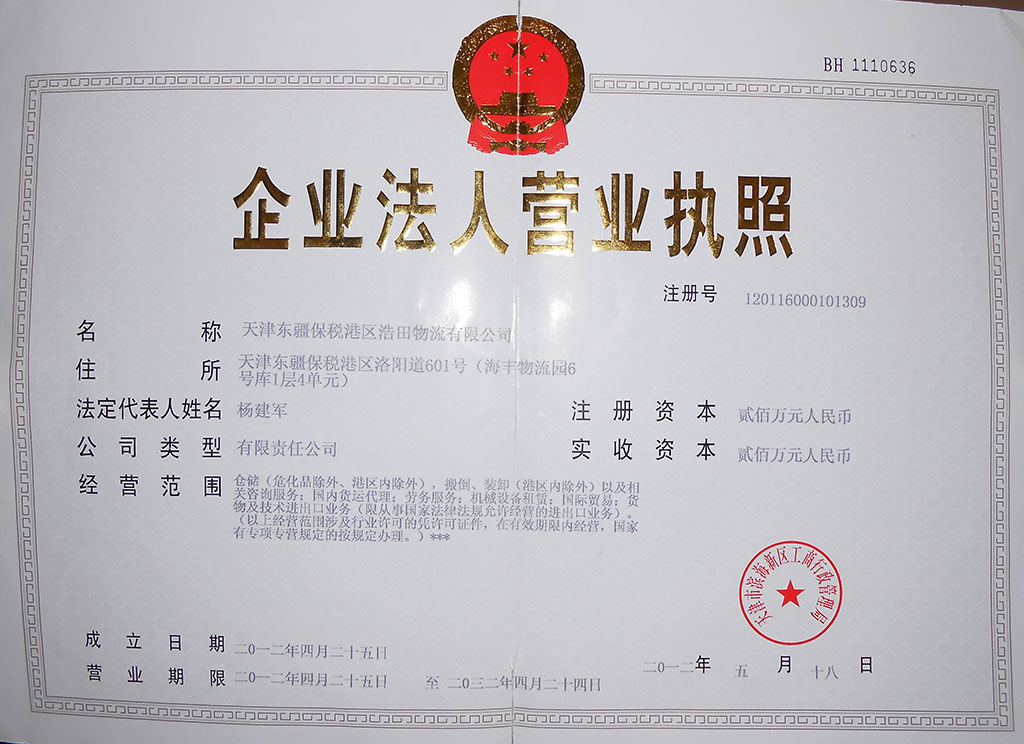 BH 1110636
企业法人营业执照
注册号 120116000101309
名称 天津东疆保税港区浩田物流有限公司
住所 天津东疆保税港区洛阳道601号（海丰物流园6
号库1层4单元）
法定代表人姓名 杨建军
注册资本 贰佰万元人民币
公司类型 有限责任公司
实收资本 贰佰万元人民币
经营范围 仓储（危化品除外、港区内除外），搬倒、装卸（港区内除外）以及相
关咨询服务；国内货运代理；劳务服务；机械设备租赁；国际贸易；货
物及技术进出口业务（限从事国家法律法规允许经营的进出口业务）。
（以上经营范围涉及行业许可的凭许可证件，在有效期限内经营，国家
有专项专营规定的按规定办理。）***
天津市滨海新区工商行政管理局
成立日期 二〇一二年四月二十五日
营业期限 二〇一二年四月二十五日 至 二〇三二年四月二十四日
二〇一二年 五 月 十八 日